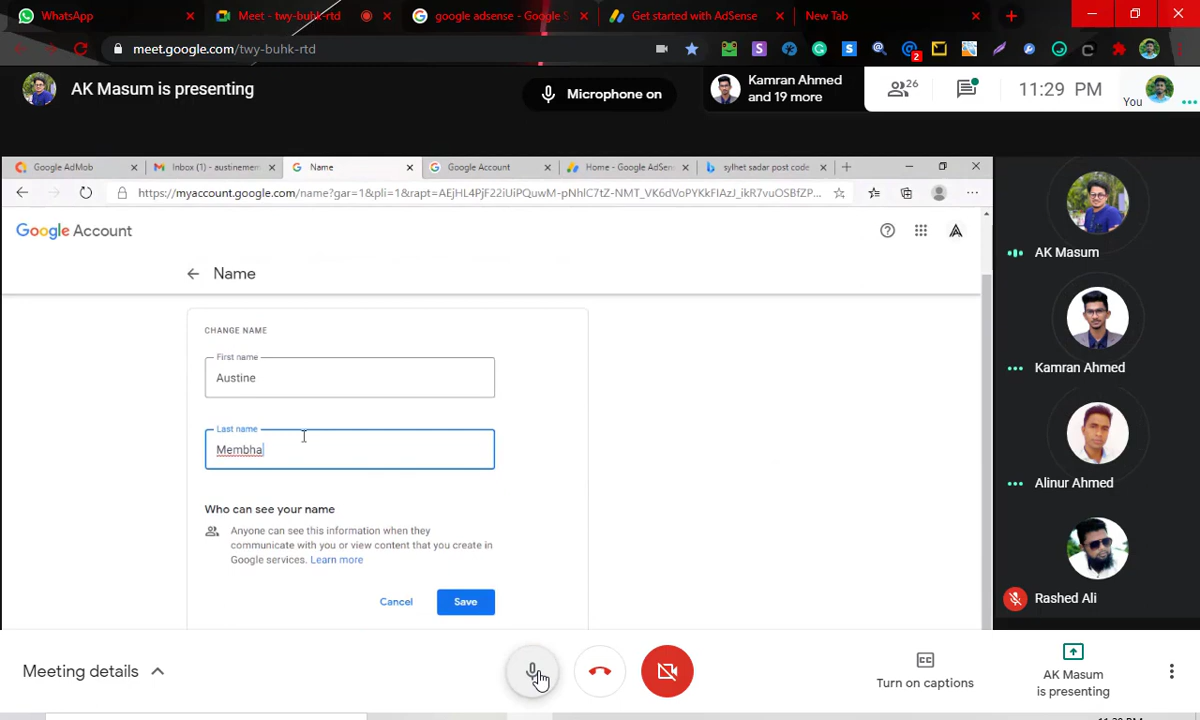 WhatsApp
Meet - twy-buhk-rtd
google adsense - Google S
Get started with AdSense
New Tab
meet.google.com/twy-buhk-rtd
2
AK Masum is presenting
Microphone on
Kamran Ahmed
and 19 more
26
11:29 PM
You
Google AdMob
Inbox (1) - austinemem
Name
Google Account
Home - Google AdSen
sylhet sadar post code
https://myaccount.google.com/name?gar=1&pli=1&rapt=AEjHL4PjF22iUiPQuwM-pNhlC7tZ-NMT_VK6dVoPYKkFIAzJ_ikR7vuOSBfZP...
Google Account
Name
CHANGE NAME
First name
Austine
Last name
Membha
Who can see your name
Anyone can see this information when they
communicate with you or view content that you create in
Google services. Learn more
Cancel
Save
AK Masum
Kamran Ahmed
Alinur Ahmed
Rashed Ali
Meeting details
Turn on captions
AK Masum
is presenting